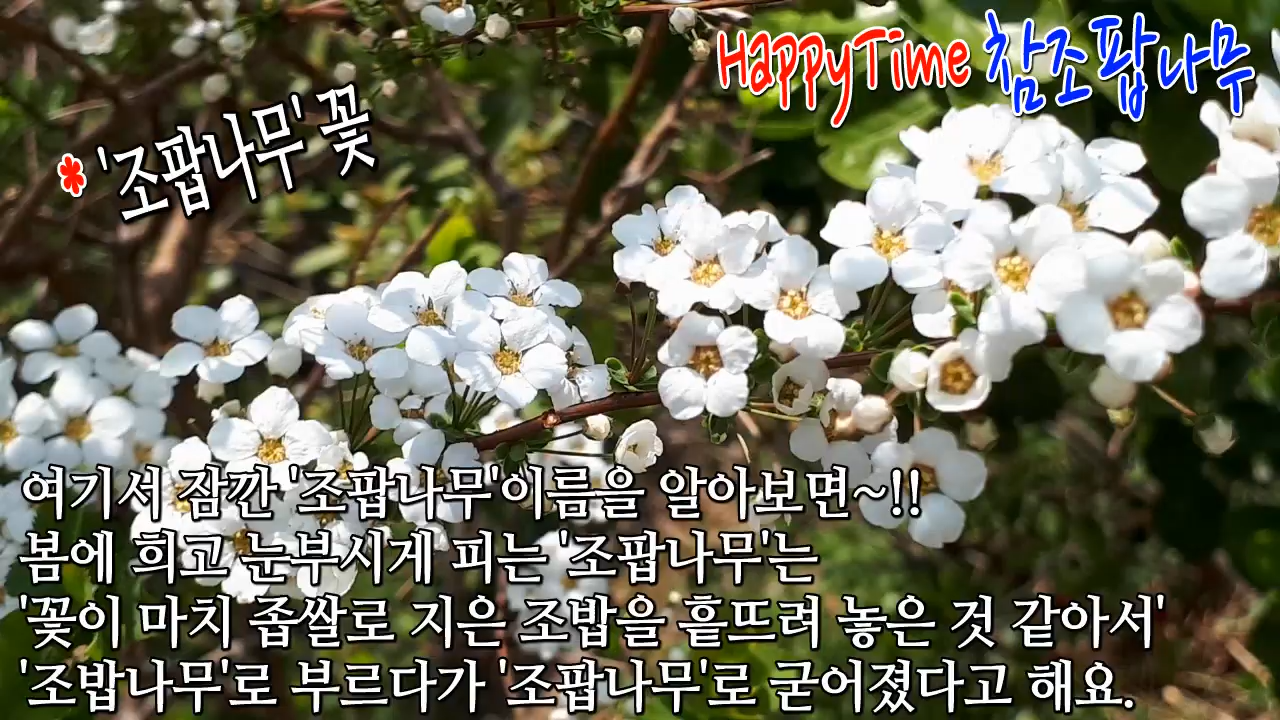 HappyTime 참조팝나무
'조팝나무' 꽃
여기서 잠깐 '조팝나무'이름을 알아보면~!!
봄에 희고 눈부시게 피는 '조팝나무'는
'꽃이 마치 좁쌀로 지은 조밥을 흩뜨려 놓은 것 같아서'
'조밥나무'로 부르다가 '조팝나무'로 굳어졌다고 해요.